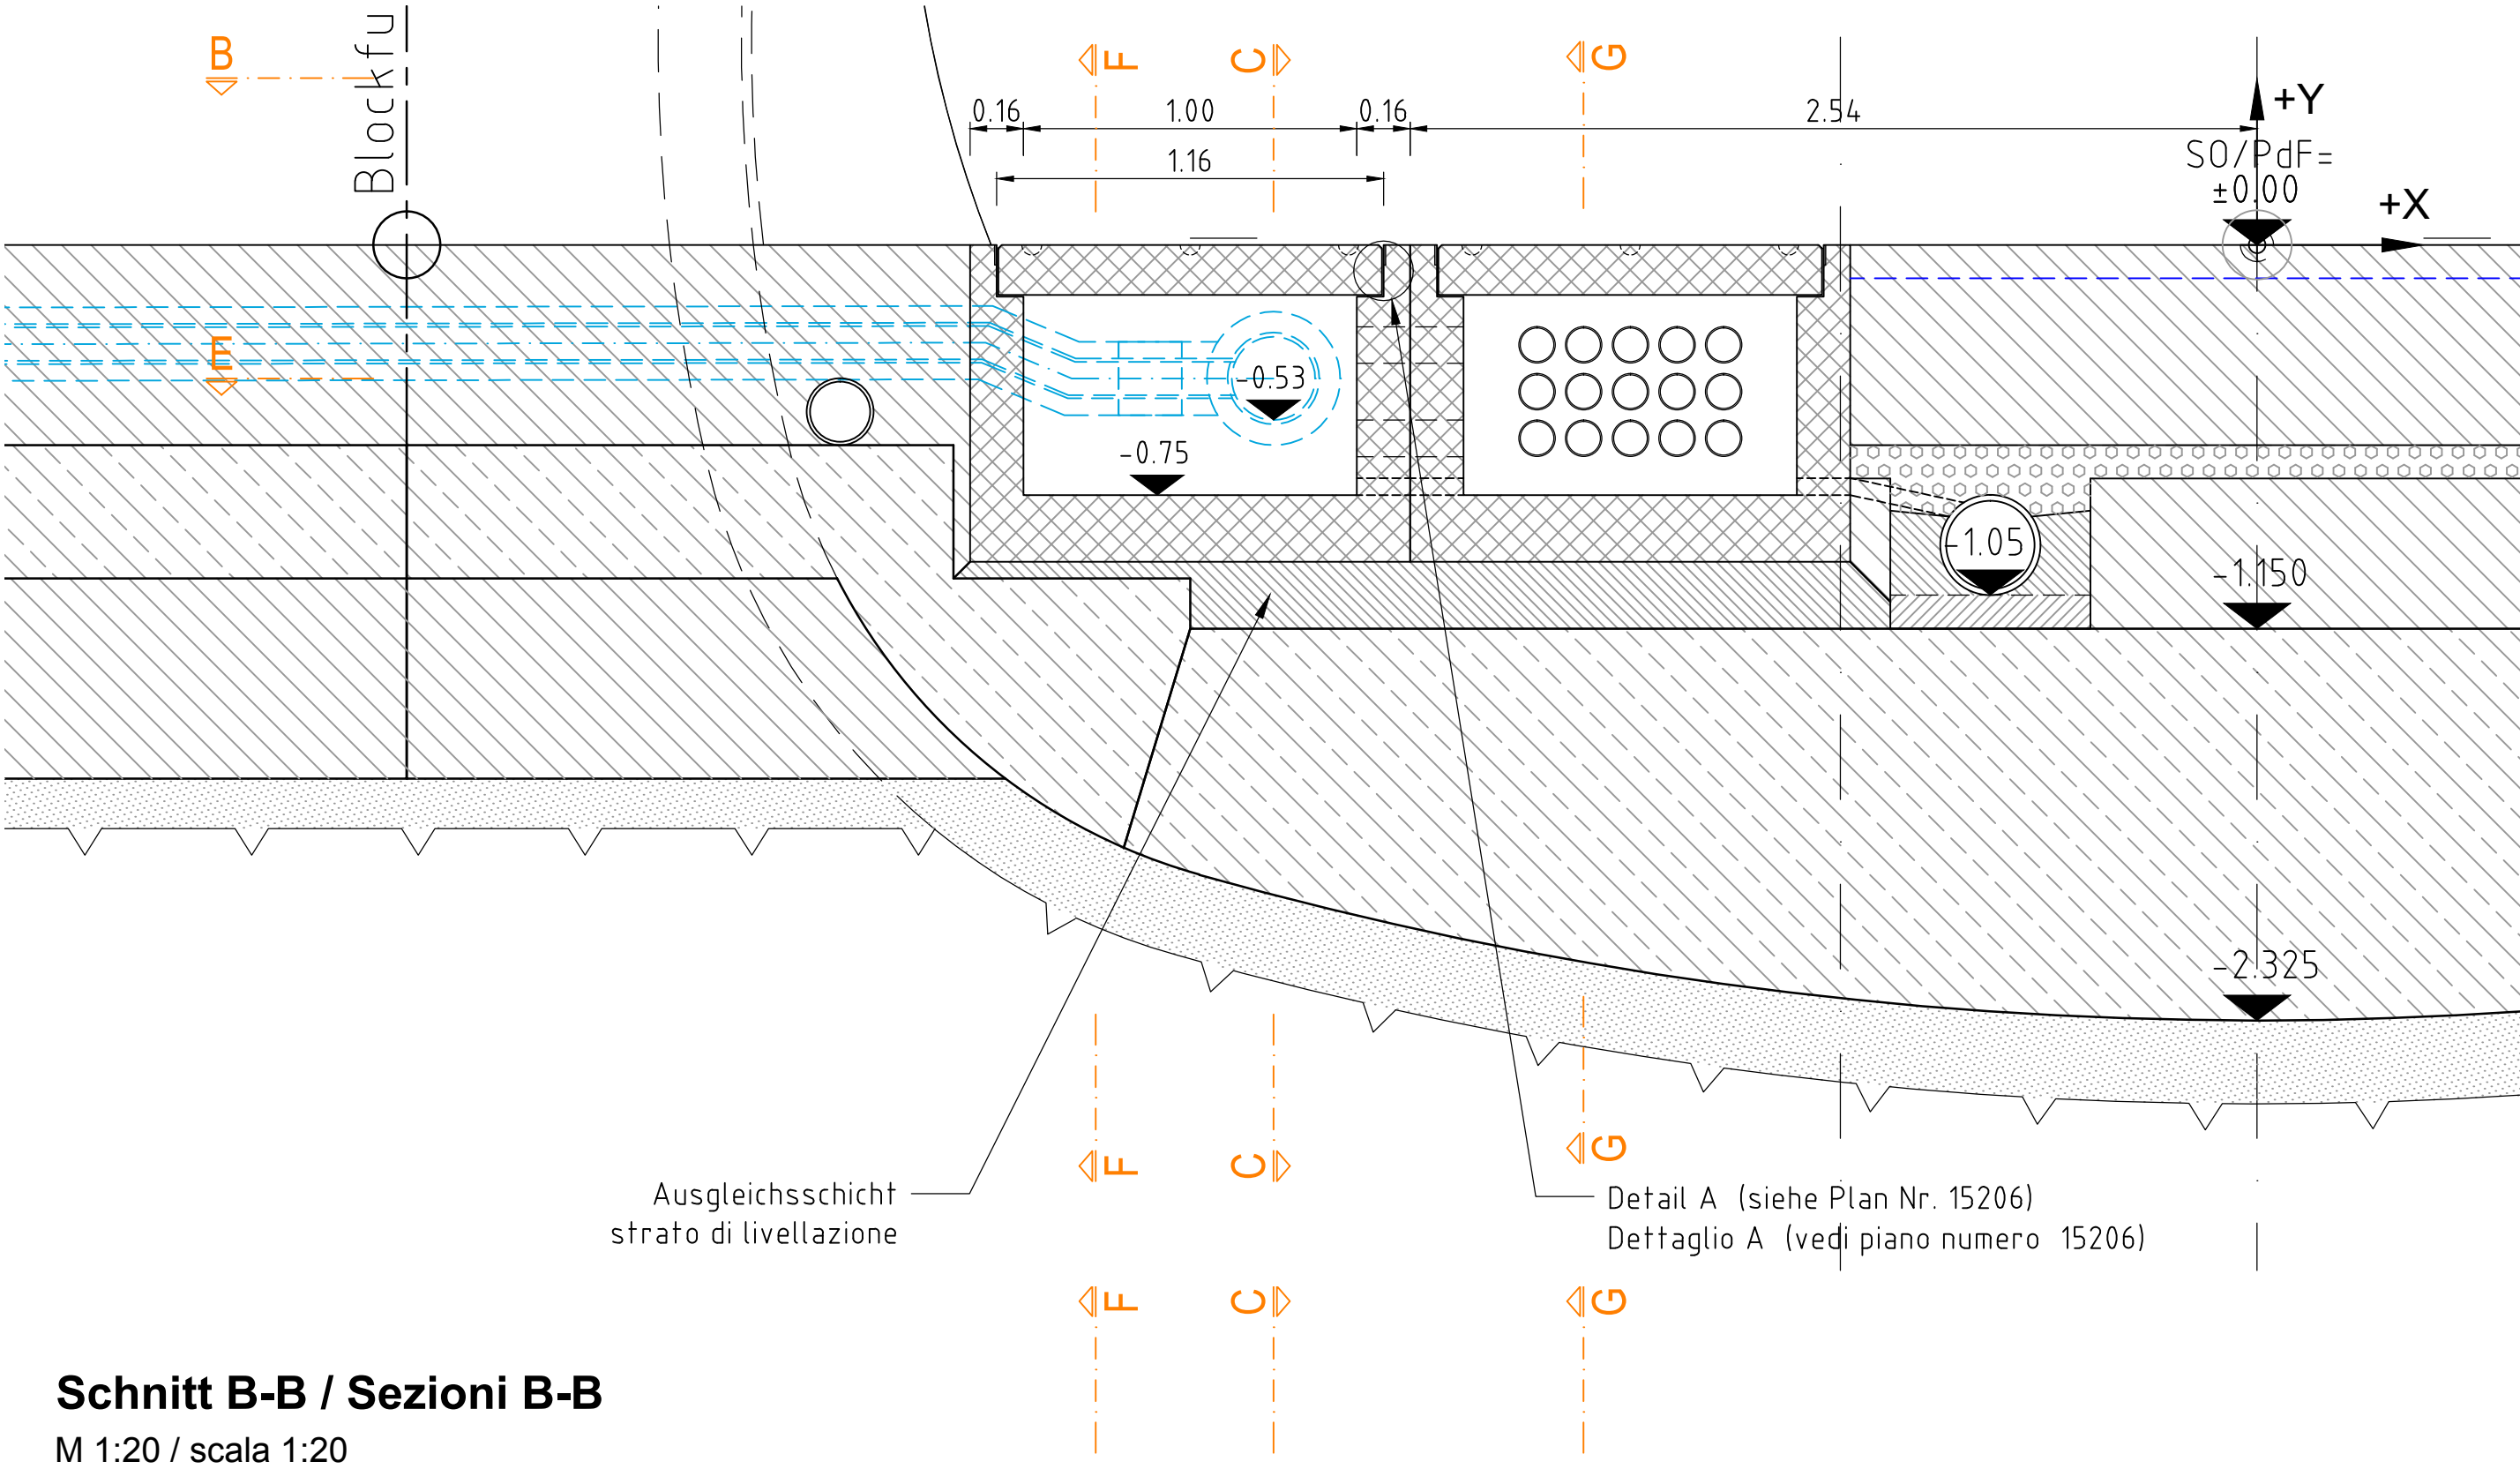 Blockfu
B
F
C
G
0.16
1.00
0.16
2.54
1.16
+Y
SO/PdF=
±0.00
+X
E
-0.53
-0.75
-1.05
-1.150
-2.325
F
C
G
Ausgleichsschicht
strato di livellazione
Detail A (siehe Plan Nr. 15206)
Dettaglio A (vedi piano numero 15206)
F
C
G
Schnitt B-B / Sezioni B-B
M 1:20 / scala 1:20